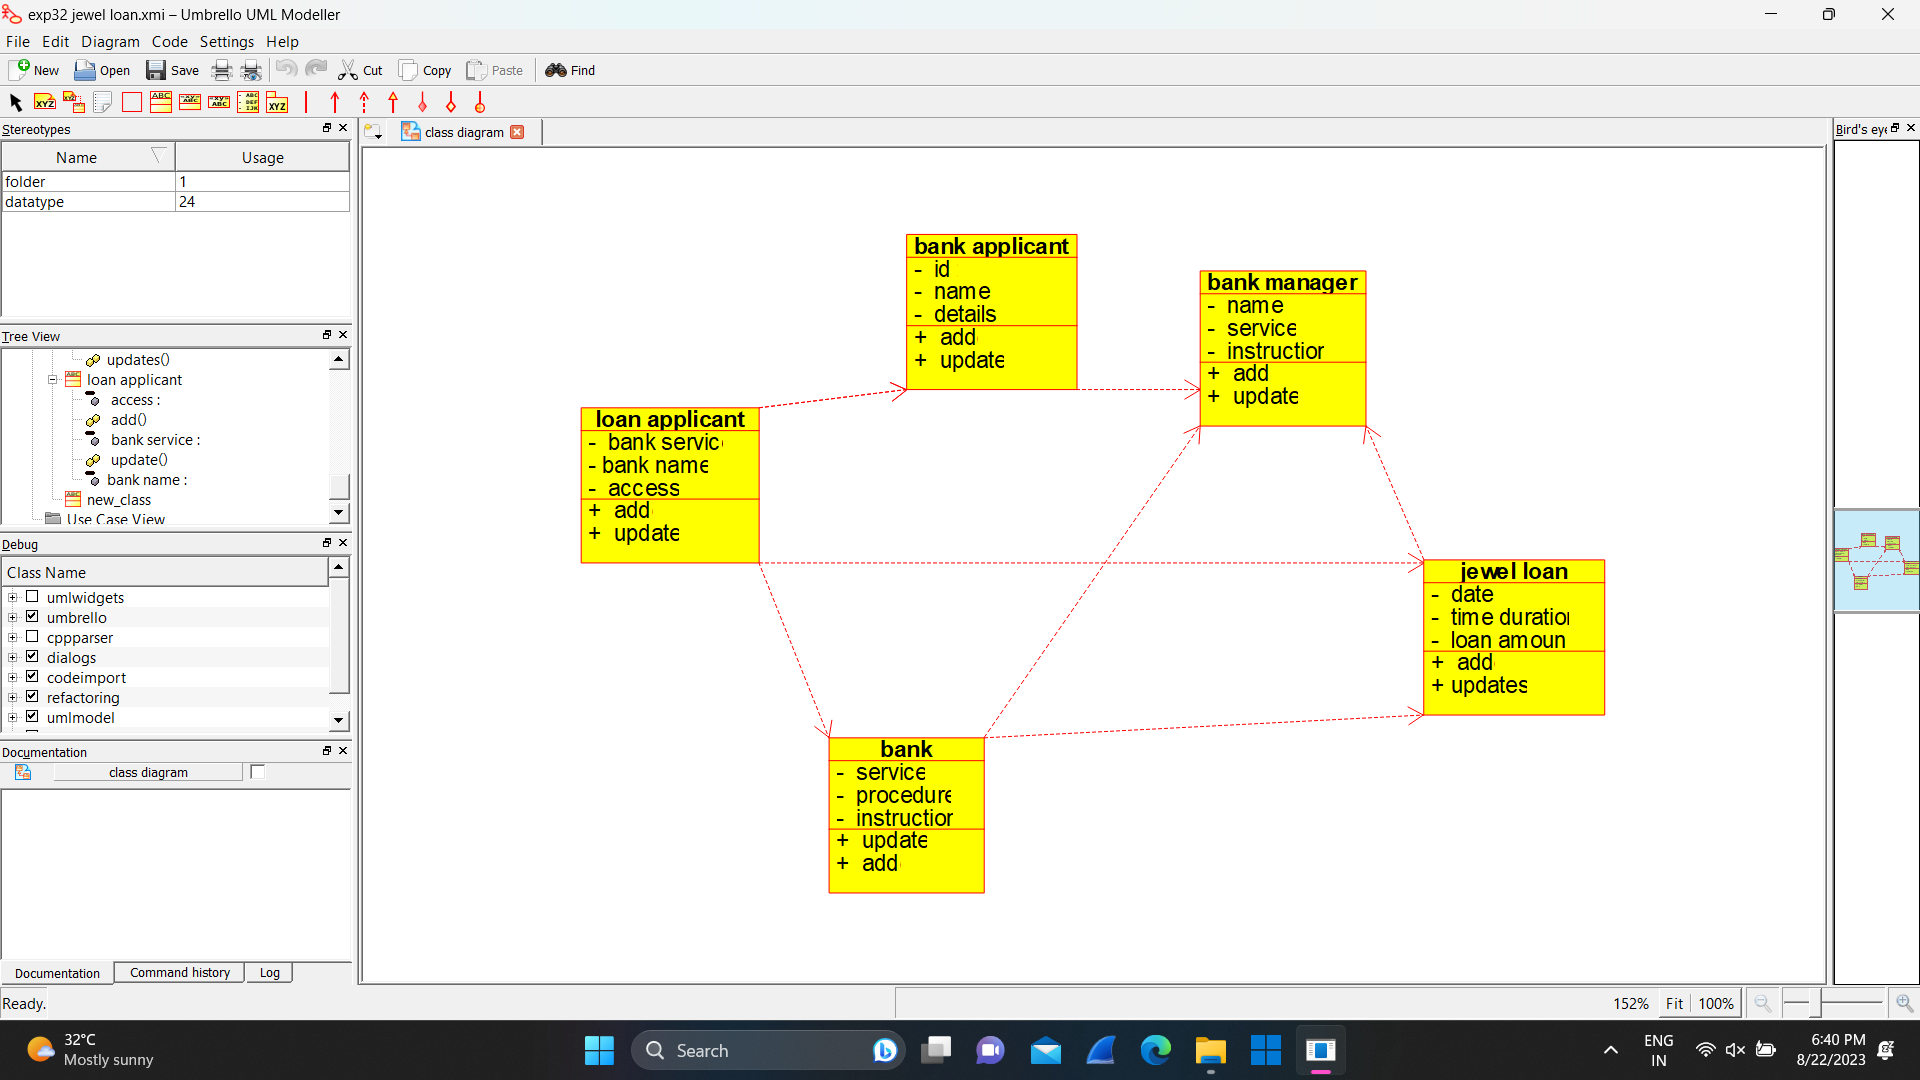 exp32 jewel loan.xmi – Umbrello UML Modeller
File Edit Diagram Code Settings Help
New Open Save Cut Copy Paste Find
Stereotypes
Name Usage
folder 1
datatype 24
Tree View
updates()
loan applicant
access :
add()
bank service :
update()
bank name :
new_class
Use Case View
Debug
Class Name
umlwidgets
umbrello
cppparser
dialogs
codeimport
refactoring
umlmodel
Documentation
class diagram
Documentation Command history Log
Ready.
class diagram
bank applicant
- id
- name
- details
+ add
+ update
bank manager
- name
- service
- instruction
+ add
+ update
loan applicant
- bank servic
- bank name
- access
+ add
+ update
jewel loan
- date
- time duration
- loan amoun
+ add
+ updates
bank
- service
- procedure
- instruction
+ update
+ add
Bird's eye
152% Fit 100%
32°C
Mostly sunny
Search
ENG
IN
6:40 PM
8/22/2023